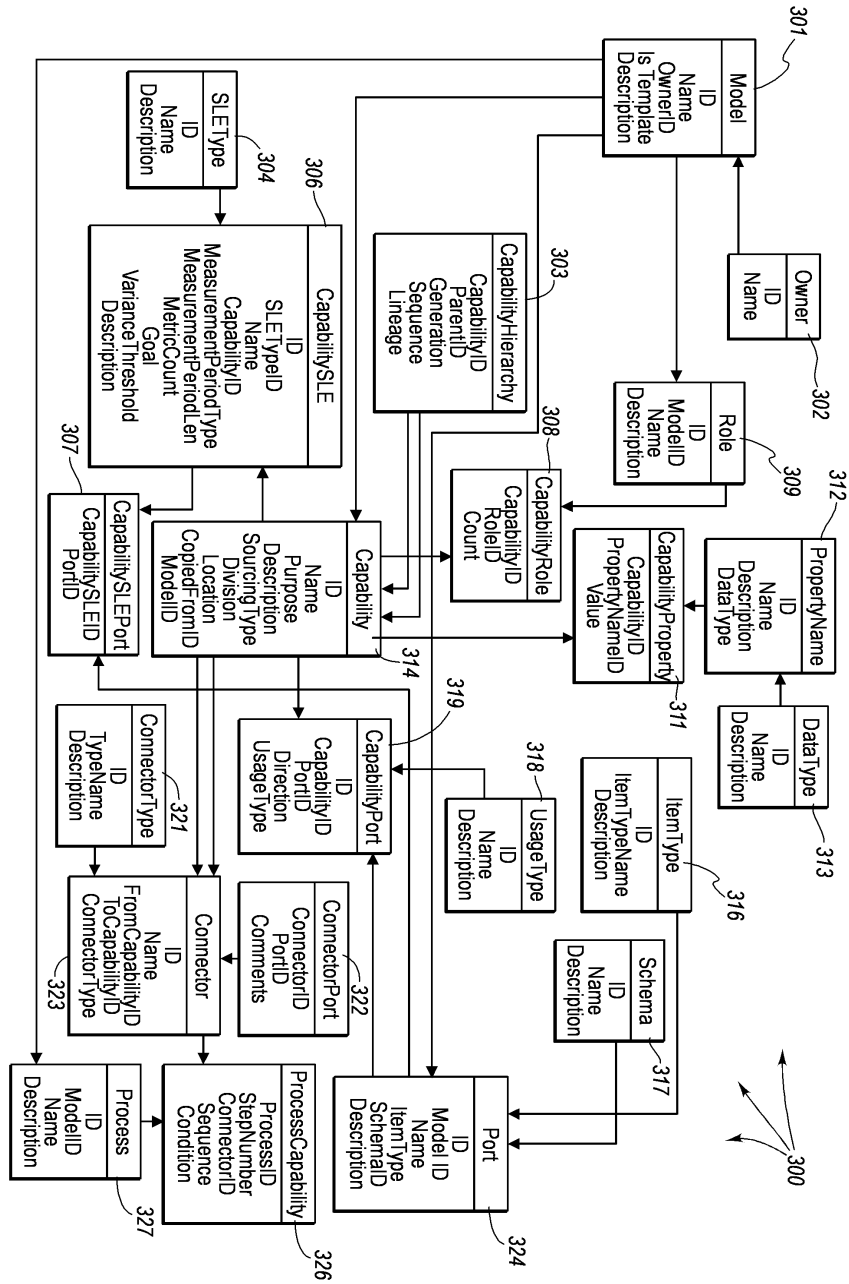 301
Model
ID
Name
OwnerID
Is Template
Description
Owner
ID
Name
302
Role
ID
ModelID
Name
Description
309
312
PropertyName
ID
Name
Description
DataType
DataType
ID
Name
Description
313
303
CapabilityHierarchy
CapabilityID
ParentID
Generation
Sequence
Lineage
308
CapabilityRole
CapabilityID
RoleID
Count
CapabilityProperty
CapabilityID
PropertyNameID
Value
311
ItemType
ID
ItemTypeName
Description
316
SLEType
ID
Name
Description
304
306
CapabilitySLE
ID
Name
SLETypeID
CapabilityID
MeasurementPeriodType
MeasurementPeriodLen
MetricCount
Goal
VarianceThreshold
Description
307
CapabilitySLEPort
CapabilitySLEID
PortID
Capability
ID
Name
Purpose
Description
SourcingType
Division
Location
CopiedFromID
ModelID
314
319
CapabilityPort
ID
CapabilityID
PortID
Direction
UsageType
318
UsageType
ID
Name
Description
Schema
ID
Name
Description
317
300
ConnectorType
ID
TypeName
Description
321
Connector
ID
Name
FromCapabilityID
ToCapabilityID
ConnectorType
323
ConnectorPort
ConnectorID
PortID
Comments
322
Port
ID
Model ID
Name
ItemType
SchemaID
Description
324
Process
ID
ModelID
Name
Description
327
ProcessCapability
ProcessID
StepNumber
ConnectorID
Sequence
Condition
326